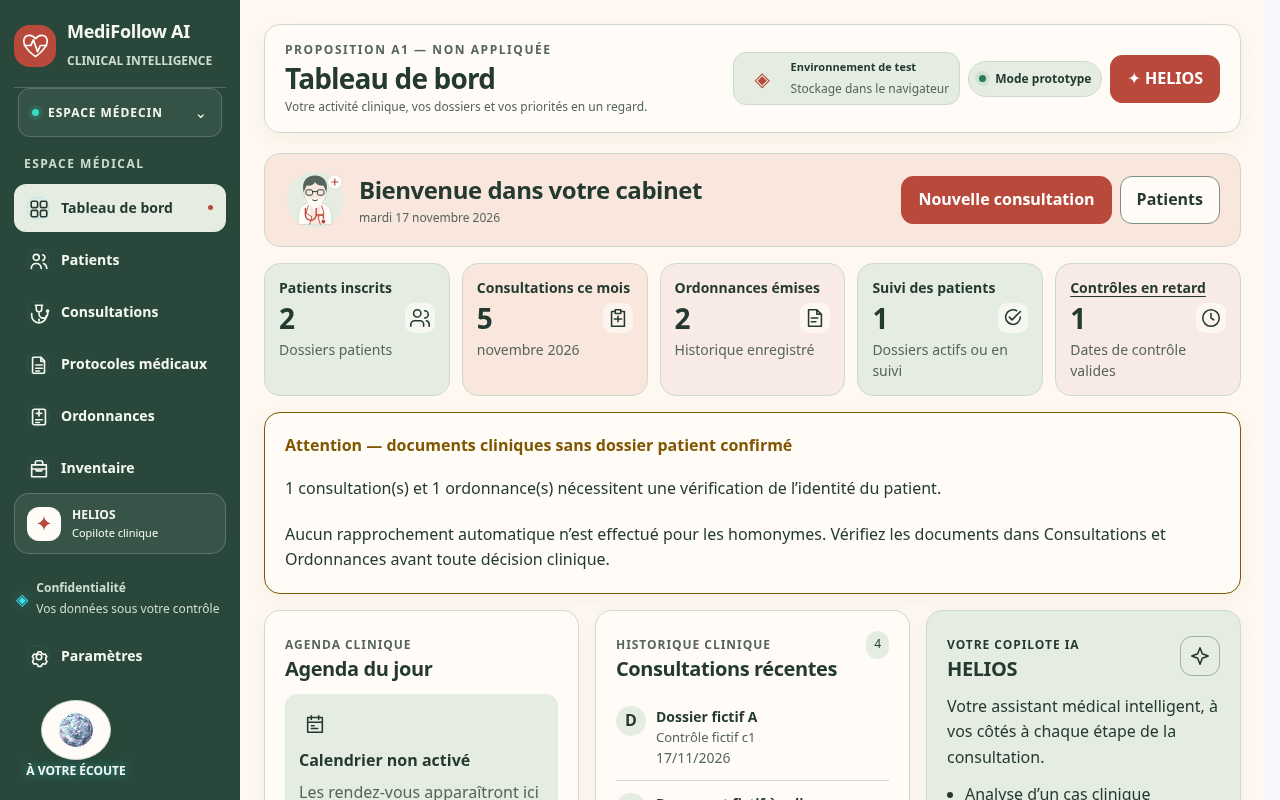 MediFollow AI
CLINICAL INTELLIGENCE
ESPACE MÉDECIN
ESPACE MÉDICAL
Tableau de bord
Patients
Consultations
Protocoles médicaux
Ordonnances
Inventaire
HELIOS
Copilote clinique
Confidentialité
Vos données sous votre contrôle
Paramètres
À VOTRE ÉCOUTE
PROPOSITION A1 — NON APPLIQUÉE
Tableau de bord
Votre activité clinique, vos dossiers et vos priorités en un regard.
Environnement de test
Stockage dans le navigateur
Mode prototype
✦ HELIOS
Bienvenue dans votre cabinet
mardi 17 novembre 2026
Nouvelle consultation
Patients
Patients inscrits
2
Dossiers patients
Consultations ce mois
5
novembre 2026
Ordonnances émises
2
Historique enregistré
Suivi des patients
1
Dossiers actifs ou en
suivi
Contrôles en retard
1
Dates de contrôle
valides
Attention — documents cliniques sans dossier patient confirmé
1 consultation(s) et 1 ordonnance(s) nécessitent une vérification de l’identité du patient.
Aucun rapprochement automatique n’est effectué pour les homonymes. Vérifiez les documents dans Consultations et
Ordonnances avant toute décision clinique.
AGENDA CLINIQUE
Agenda du jour
Calendrier non activé
Les rendez-vous apparaîtront ici
HISTORIQUE CLINIQUE
4
Consultations récentes
D
Dossier fictif A
Contrôle fictif c1
17/11/2026
VOTRE COPILOTE IA
HELIOS
Votre assistant médical intelligent, à
vos côtés à chaque étape de la
consultation.
• Analyse d’un cas clinique